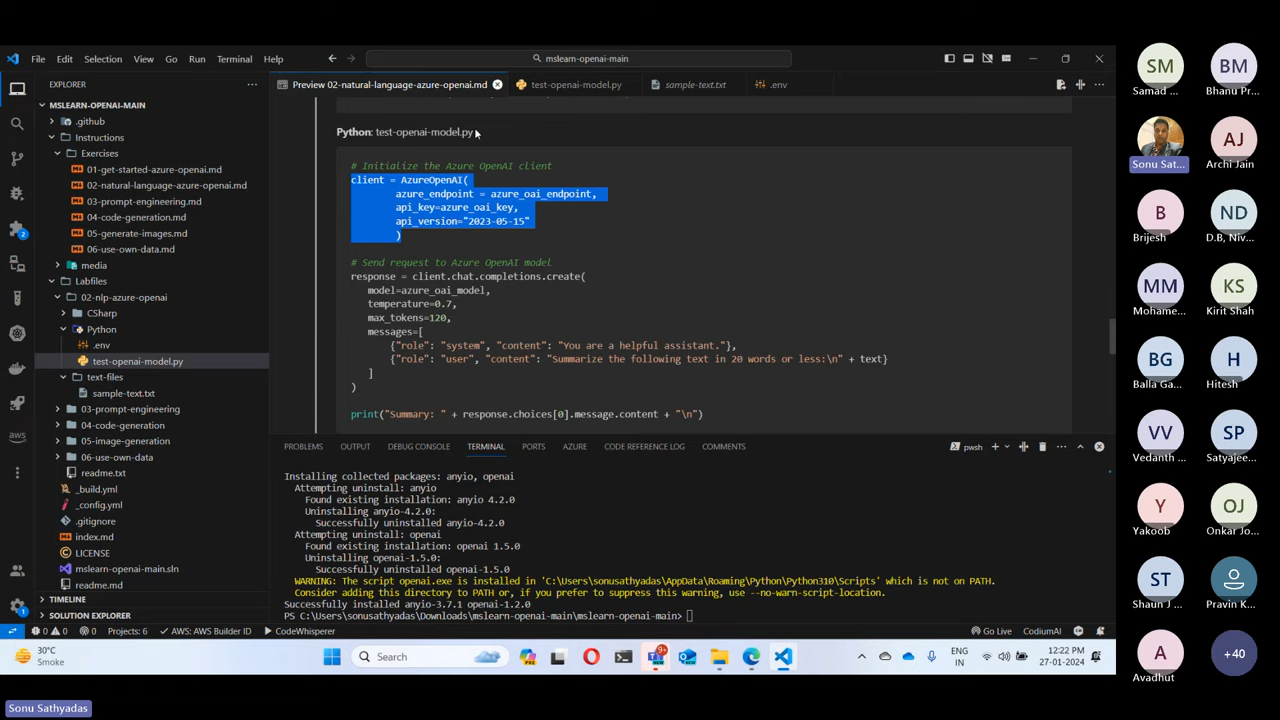 File Edit Selection View Go Run Terminal Help
mslearn-openai-main
EXPLORER
MSLEARN-OPENAI-MAIN
.github
Instructions
Exercises
01-get-started-azure-openai.md
02-natural-language-azure-openai.md
03-prompt-engineering.md
04-code-generation.md
05-generate-images.md
06-use-own-data.md
media
Labfiles
02-nlp-azure-openai
CSharp
Python
.env
test-openai-model.py
text-files
sample-text.txt
03-prompt-engineering
04-code-generation
05-image-generation
06-use-own-data
readme.txt
_build.yml
_config.yml
.gitignore
index.md
LICENSE
mslearn-openai-main.sln
readme.md
TIMELINE
SOLUTION EXPLORER
Preview 02-natural-language-azure-openai.md test-openai-model.py sample-text.txt .env
Python: test-openai-model.py
# Initialize the Azure OpenAI client
client = AzureOpenAI(
azure_endpoint = azure_oai_endpoint,
api_key=azure_oai_key,
api_version="2023-05-15"
)
# Send request to Azure OpenAI model
response = client.chat.completions.create(
model=azure_oai_model,
temperature=0.7,
max_tokens=120,
messages=[
{"role": "system", "content": "You are a helpful assistant."},
{"role": "user", "content": "Summarize the following text in 20 words or less:\n" + text}
]
)
print("Summary: " + response.choices[0].message.content + "\n")
PROBLEMS OUTPUT DEBUG CONSOLE TERMINAL PORTS AZURE CODE REFERENCE LOG COMMENTS
pwsh
Installing collected packages: anyio, openai
Attempting uninstall: anyio
Found existing installation: anyio 4.2.0
Uninstalling anyio-4.2.0:
Successfully uninstalled anyio-4.2.0
Attempting uninstall: openai
Found existing installation: openai 1.5.0
Uninstalling openai-1.5.0:
Successfully uninstalled openai-1.5.0
WARNING: The script openai.exe is installed in 'C:\Users\sonusathyadas\AppData\Roaming\Python\Python310\Scripts' which is not on PATH.
Consider adding this directory to PATH or, if you prefer to suppress this warning, use --no-warn-script-location.
Successfully installed anyio-3.7.1 openai-1.2.0
PS C:\Users\sonusathyadas\Downloads\mslearn-openai-main\mslearn-openai-main>
0 0 0 Projects: 6 AWS: AWS Builder ID CodeWhisperer
Go Live CodiumAI
30°C
Smoke
Search
9+
ENG
IN
12:22 PM
27-01-2024
SM
Samad ...
BM
Bhanu Pr...
Sonu Sat...
AJ
Archi Jain
B
Brijesh
ND
D.B, Niv...
MM
Mohame...
KS
Kirit Shah
BG
Balla Ga...
H
Hitesh
VV
Vedanth ...
SP
Satyajee...
Y
Yakoob
OJ
Onkar Jo...
ST
Shaun J ...
Pravin K...
A
Avadhut
+40
Sonu Sathyadas
2
1